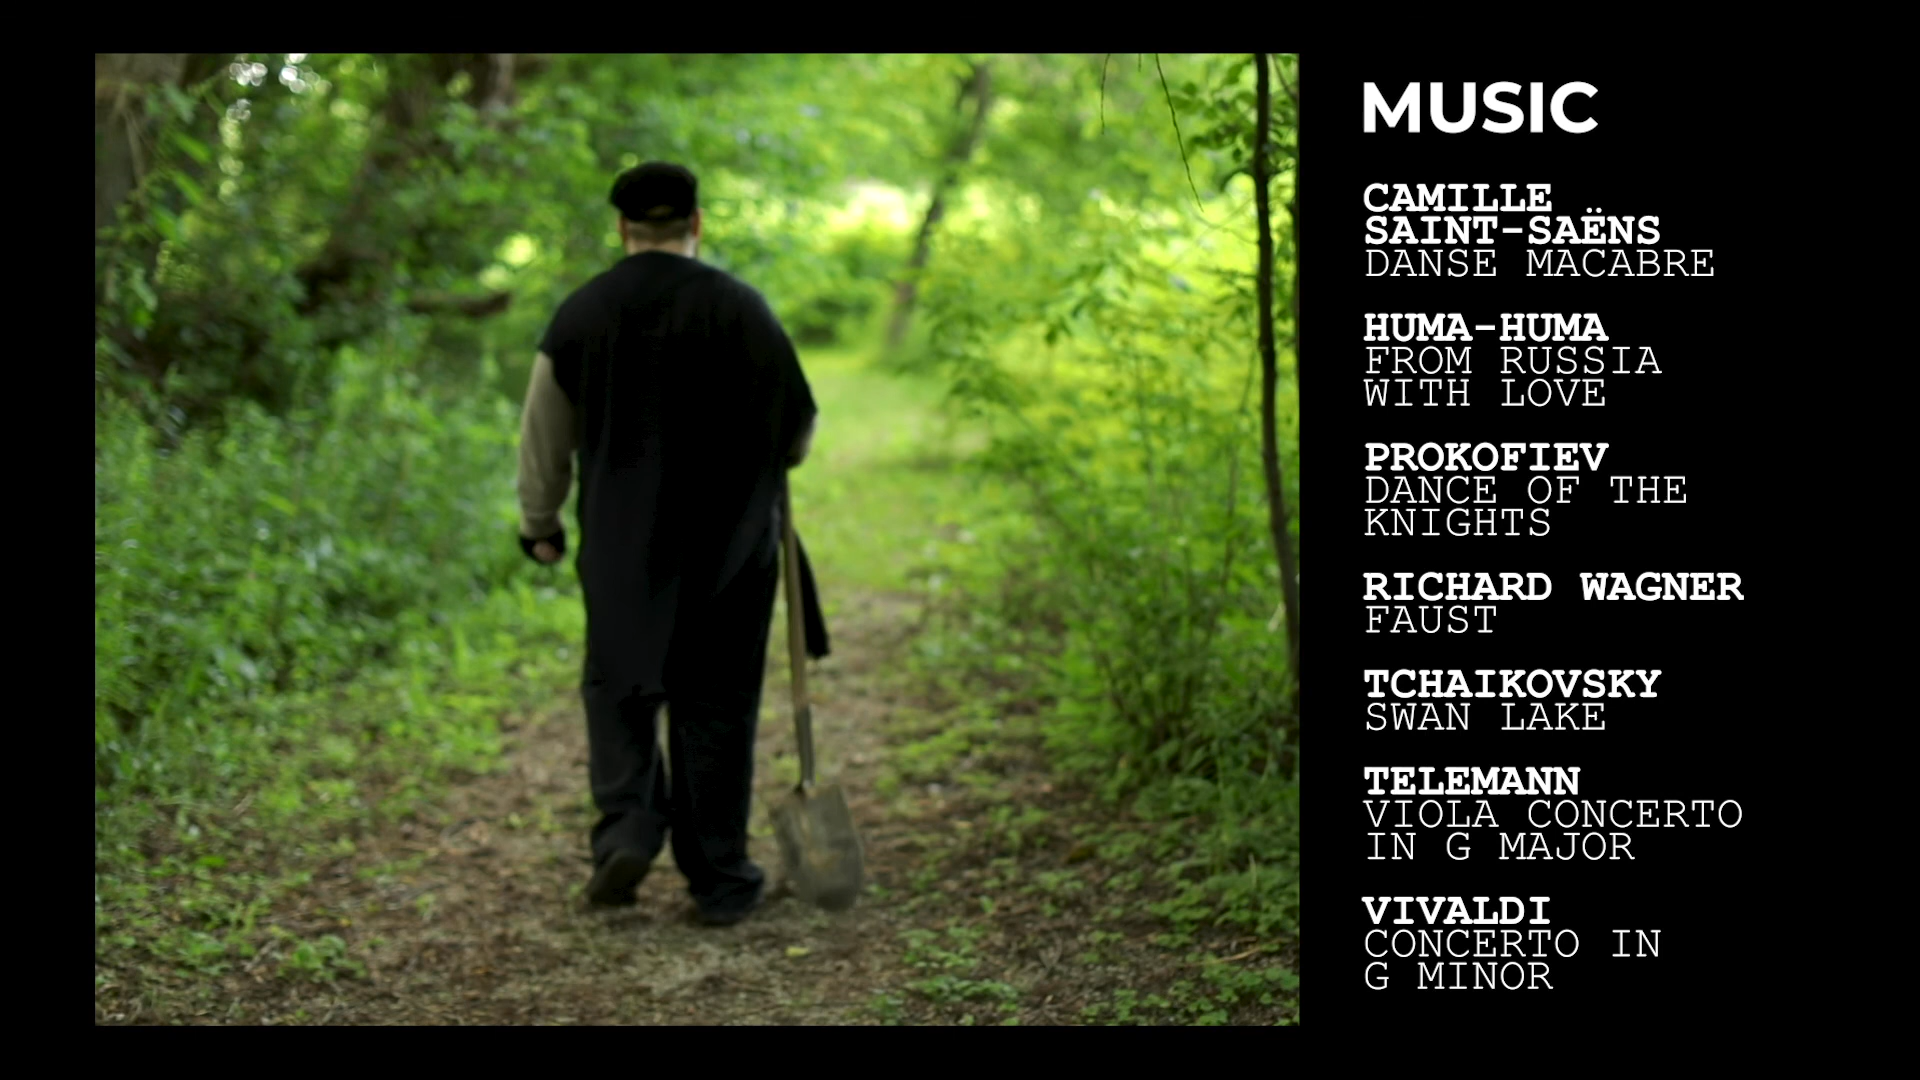 MUSIC
CAMILLE
SAINT-SAËNS
DANSE MACABRE
HUMA-HUMA
FROM RUSSIA
WITH LOVE
PROKOFIEV
DANCE OF THE
KNIGHTS
RICHARD WAGNER
FAUST
TCHAIKOVSKY
SWAN LAKE
TELEMANN
VIOLA CONCERTO
IN G MAJOR
VIVALDI
CONCERTO IN
G MINOR